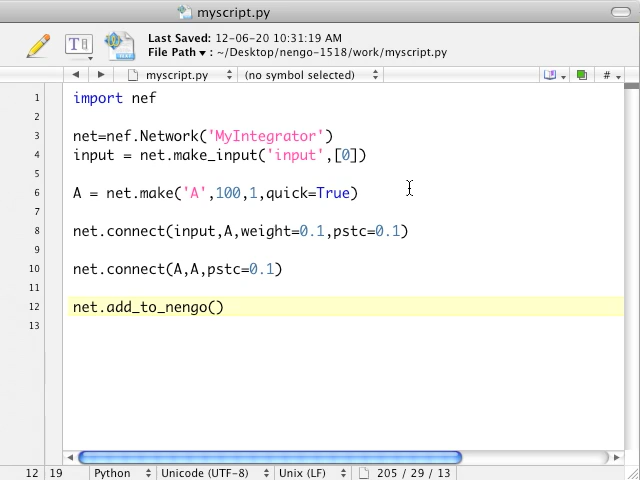 myscript.py
Last Saved: 12-06-20 10:31:19 AM
File Path ▾ : ~/Desktop/nengo-1518/work/myscript.py
myscript.py (no symbol selected) #
1 import nef
2
3 net=nef.Network('MyIntegrator')
4 input = net.make_input('input',[0])
5
6 A = net.make('A',100,1,quick=True)
7
8 net.connect(input,A,weight=0.1,pstc=0.1)
9
10 net.connect(A,A,pstc=0.1)
11
12 net.add_to_nengo()
13
12 19 Python Unicode (UTF-8) Unix (LF) 205 / 29 / 13